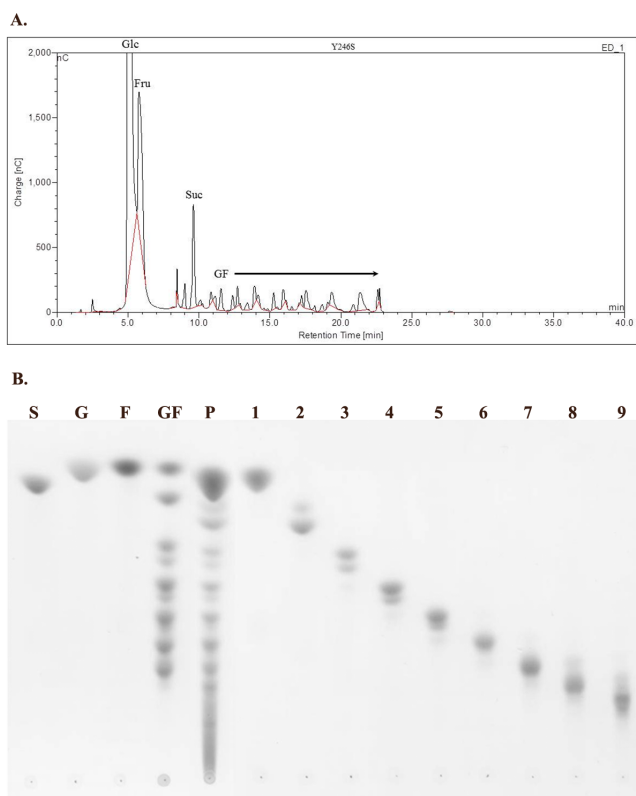 A.
Glc
Y246S
ED_1
2,000
nC
Fru
1,500
1,000
Suc
500
GF
0
min
0.0 5.0 10.0 15.0 20.0 25.0 30.0 35.0 40.0
Retention Time [min]
Charge [nC]
B.
S G F GF P 1 2 3 4 5 6 7 8 9